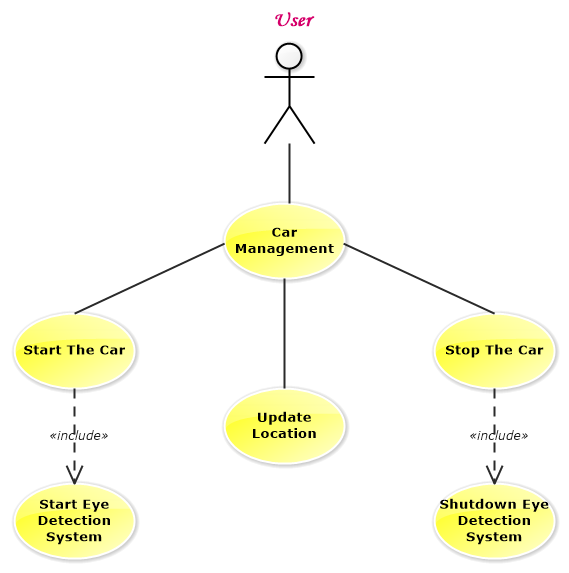 User
Car
Management
Start The Car
Stop The Car
Update
Location
«include»
«include»
Start Eye
Detection
System
Shutdown Eye
Detection
System